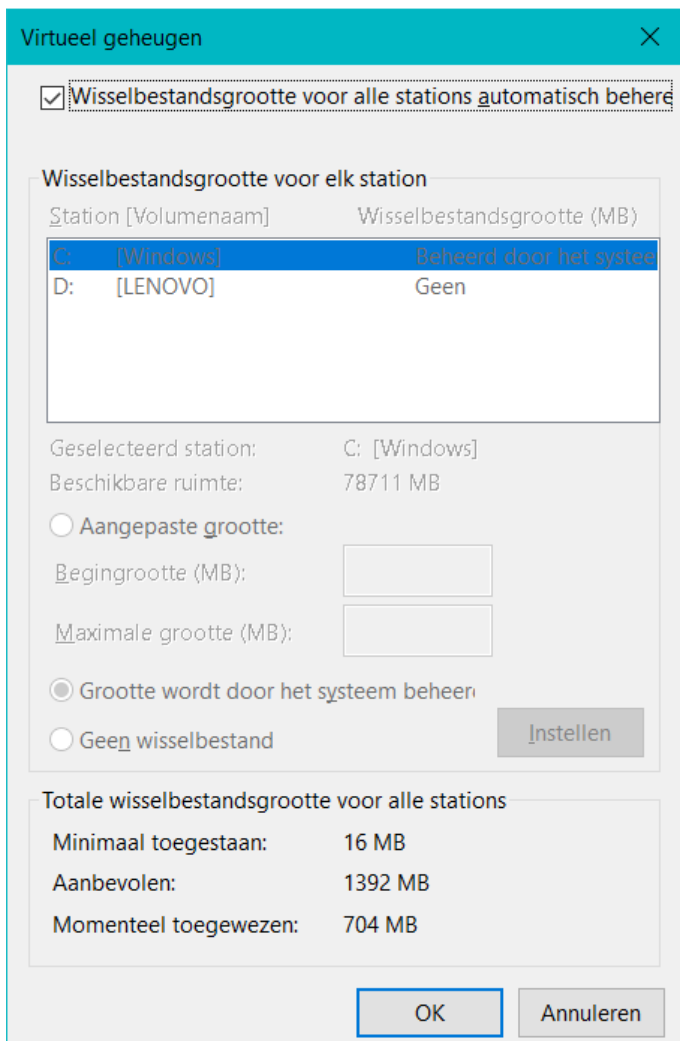 Virtueel geheugen
Wisselbestandsgrootte voor alle stations automatisch behere
Wisselbestandsgrootte voor elk station
Station [Volumenaam] Wisselbestandsgrootte (MB)
C: [Windows] Beheerd door het systee
D: [LENOVO] Geen
Geselecteerd station: C: [Windows]
Beschikbare ruimte: 78711 MB
Aangepaste grootte:
Begingrootte (MB):
Maximale grootte (MB):
Grootte wordt door het systeem beheer
Geen wisselbestand
Instellen
Totale wisselbestandsgrootte voor alle stations
Minimaal toegestaan: 16 MB
Aanbevolen: 1392 MB
Momenteel toegewezen: 704 MB
OK Annuleren